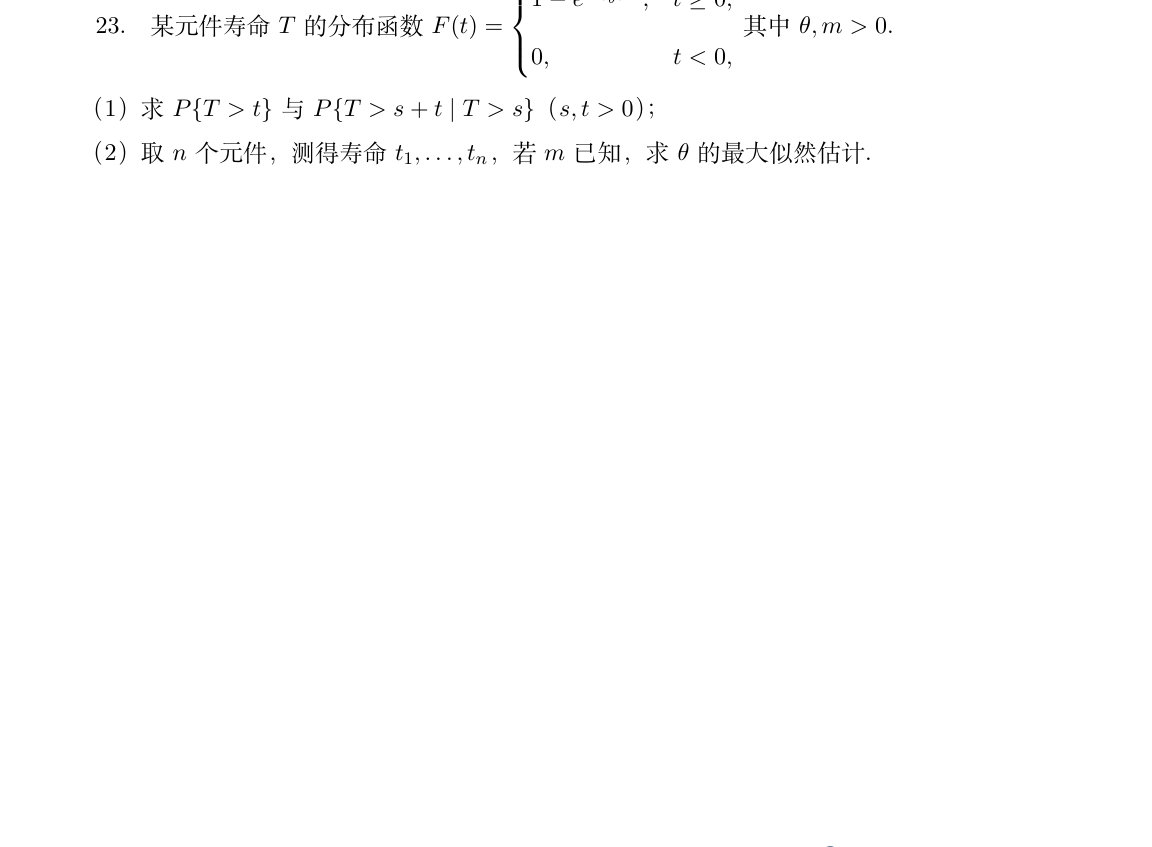 23. 某元件寿命 T 的分布函数 F(t) = { 1 − e , t ≥ 0, 其中 θ, m > 0.
0, t < 0,
(1) 求 P{T > t} 与 P{T > s + t | T > s} (s, t > 0);
(2) 取 n 个元件, 测得寿命 t₁, …, tₙ, 若 m 已知, 求 θ 的最大似然估计.